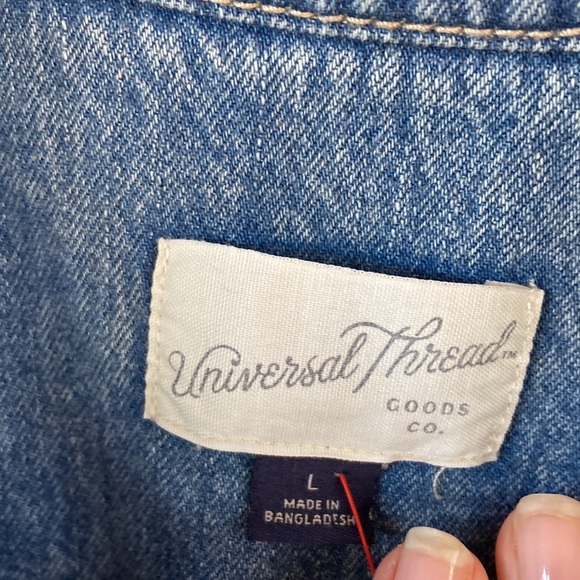 Universal Thread™
GOODS
CO.
L
MADE IN
BANGLADESH